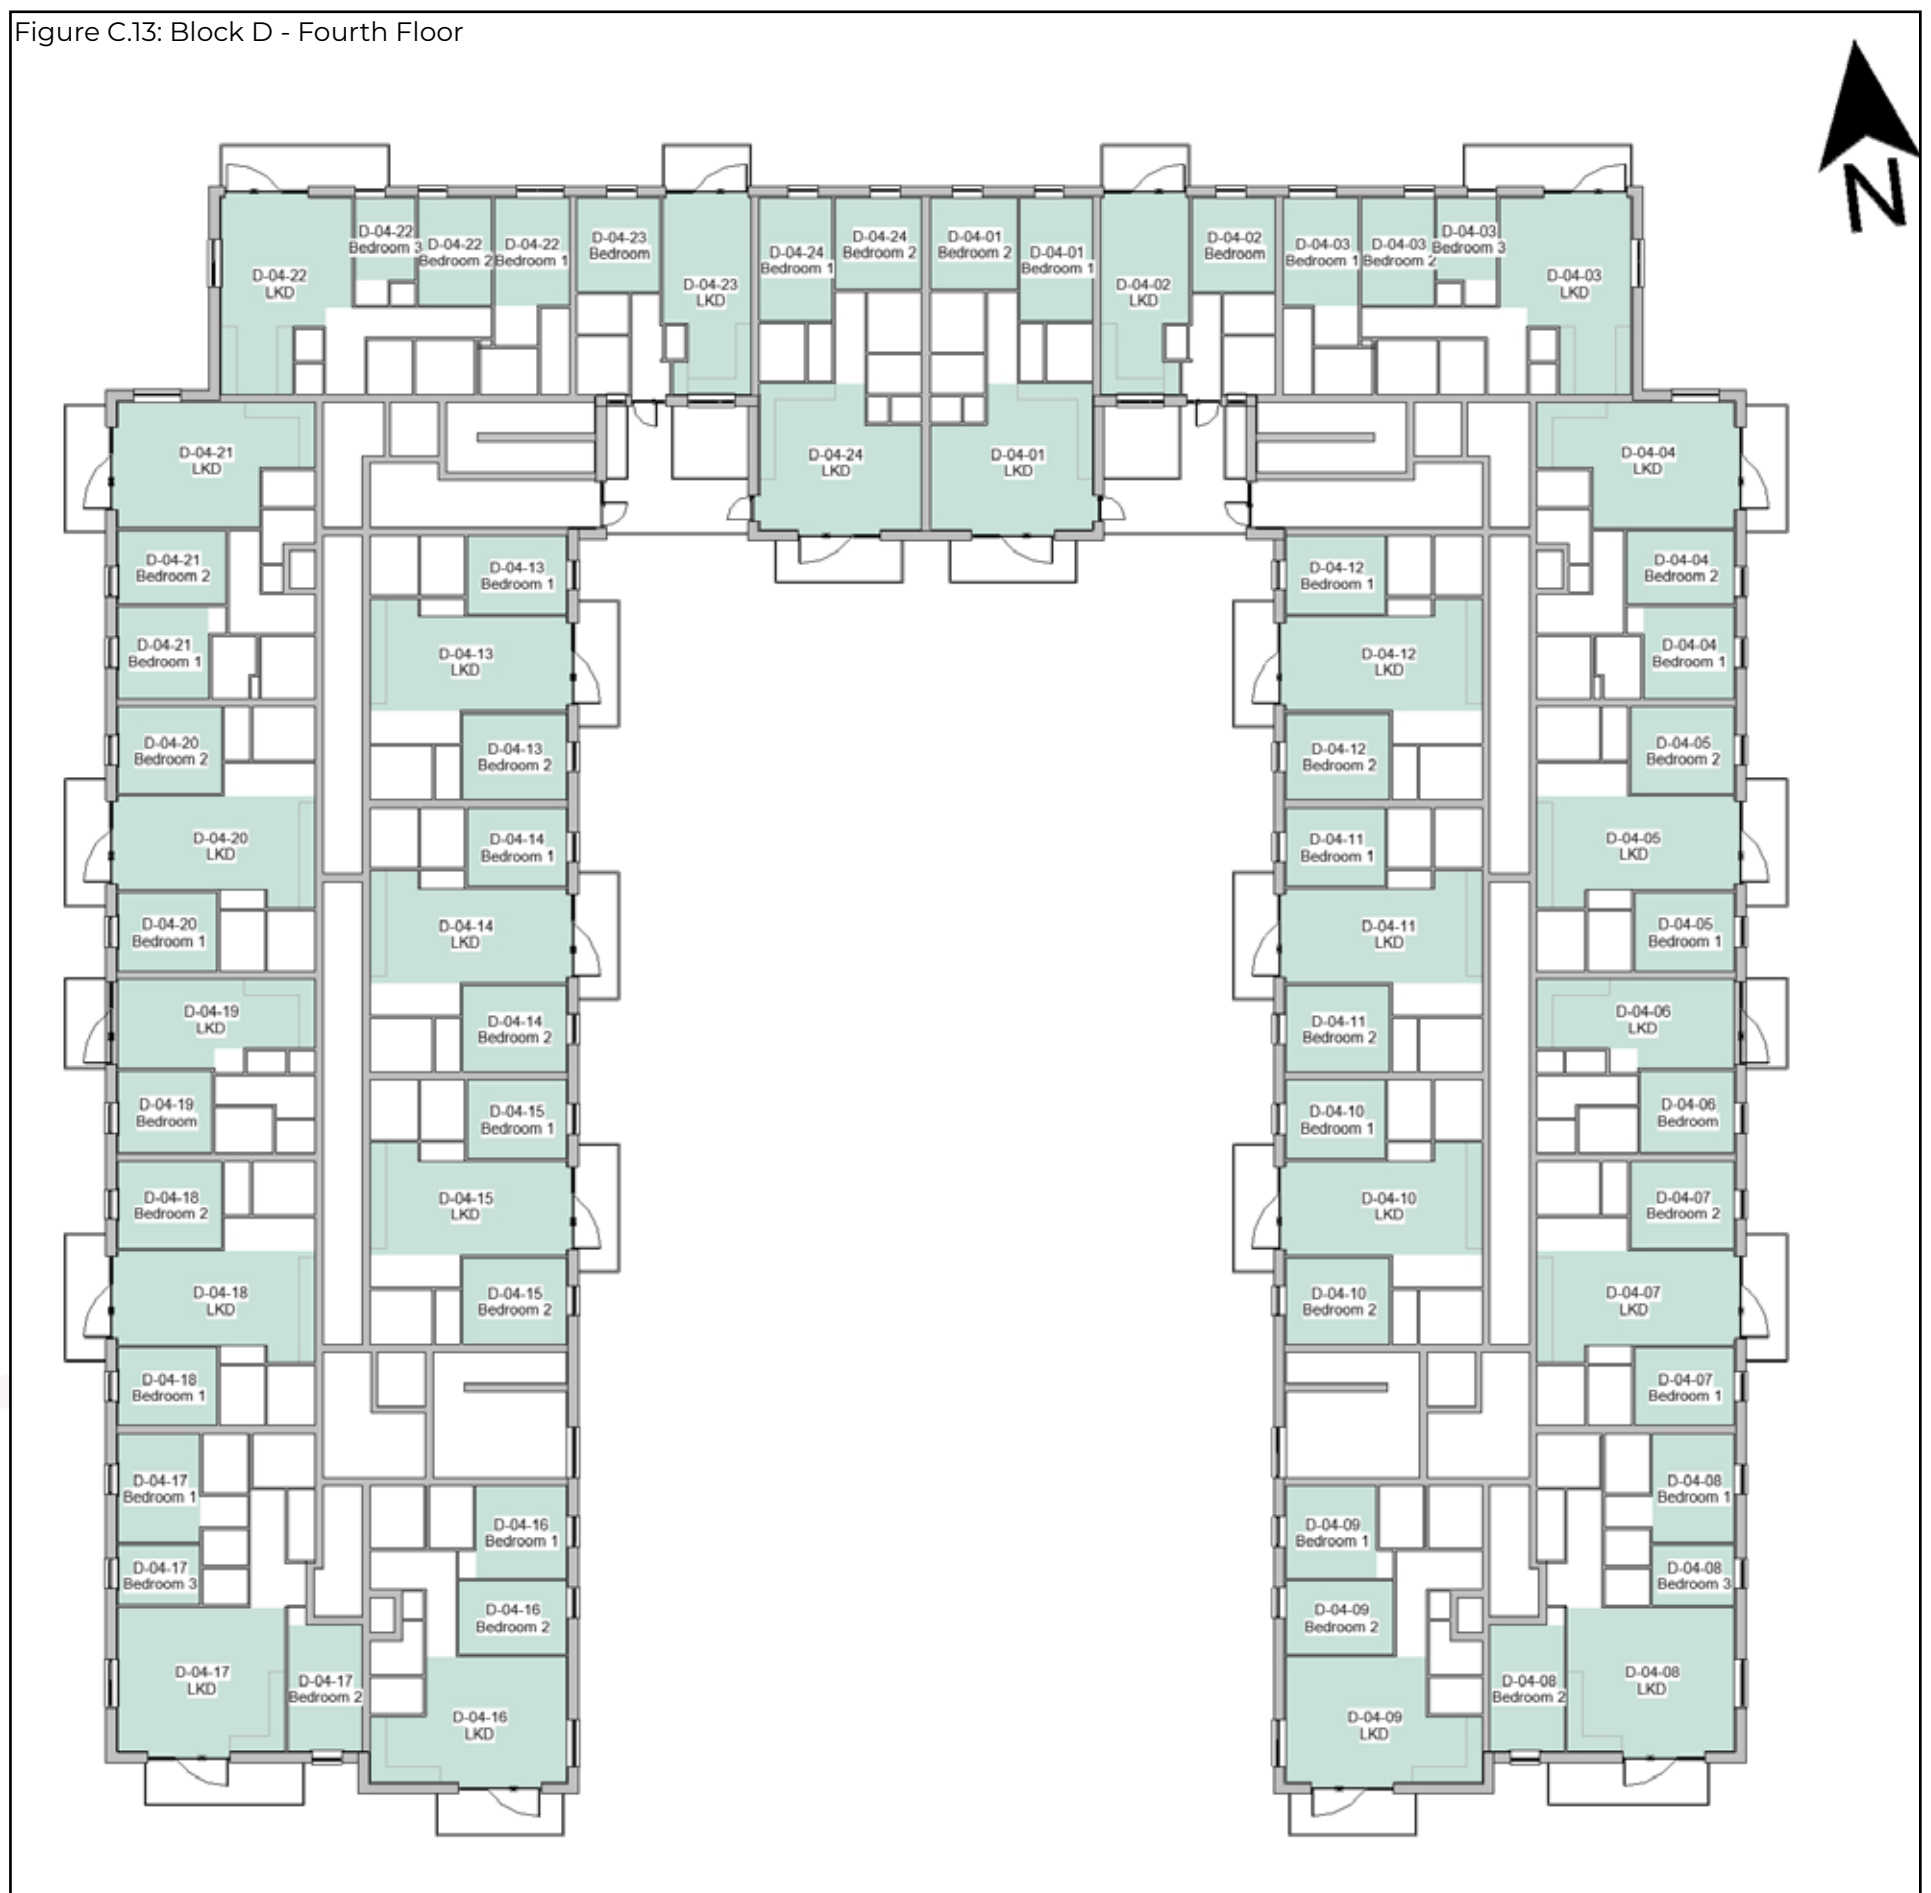 Figure C.13: Block D - Fourth Floor
N
D-04-22
LKD
D-04-22
Bedroom 3
D-04-22
Bedroom 2
D-04-22
Bedroom 1
D-04-23
Bedroom
D-04-23
LKD
D-04-24
Bedroom 1
D-04-24
Bedroom 2
D-04-01
Bedroom 2
D-04-01
Bedroom 1
D-04-02
LKD
D-04-02
Bedroom
D-04-03
Bedroom 1
D-04-03
Bedroom 2
D-04-03
Bedroom 3
D-04-03
LKD
D-04-21
LKD
D-04-24
LKD
D-04-01
LKD
D-04-04
LKD
D-04-21
Bedroom 2
D-04-13
Bedroom 1
D-04-12
Bedroom 1
D-04-04
Bedroom 2
D-04-21
Bedroom 1
D-04-13
LKD
D-04-12
LKD
D-04-04
Bedroom 1
D-04-20
Bedroom 2
D-04-13
Bedroom 2
D-04-12
Bedroom 2
D-04-05
Bedroom 2
D-04-20
LKD
D-04-14
Bedroom 1
D-04-11
Bedroom 1
D-04-05
LKD
D-04-20
Bedroom 1
D-04-14
LKD
D-04-11
LKD
D-04-05
Bedroom 1
D-04-19
LKD
D-04-14
Bedroom 2
D-04-11
Bedroom 2
D-04-06
LKD
D-04-19
Bedroom
D-04-15
Bedroom 1
D-04-10
Bedroom 1
D-04-06
Bedroom
D-04-18
Bedroom 2
D-04-15
LKD
D-04-10
LKD
D-04-07
Bedroom 2
D-04-18
LKD
D-04-15
Bedroom 2
D-04-10
Bedroom 2
D-04-07
LKD
D-04-18
Bedroom 1
D-04-07
Bedroom 1
D-04-17
Bedroom 1
D-04-16
Bedroom 1
D-04-09
Bedroom 1
D-04-08
Bedroom 1
D-04-17
Bedroom 3
D-04-16
Bedroom 2
D-04-09
Bedroom 2
D-04-08
Bedroom 3
D-04-17
LKD
D-04-17
Bedroom 2
D-04-16
LKD
D-04-09
LKD
D-04-08
Bedroom 2
D-04-08
LKD